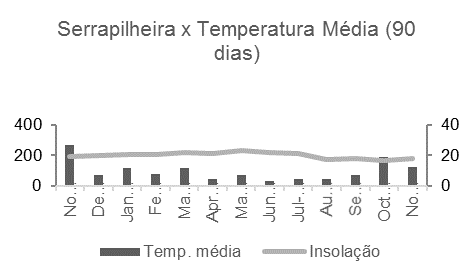 Serrapilheira x Temperatura Média (90
dias)
400
200
0
40
20
0
No...
De...
Jan...
Fe...
Ma...
Apr...
Ma...
Jun...
Jul-...
Au...
Se...
Oct...
No...
Temp. média
Insolação